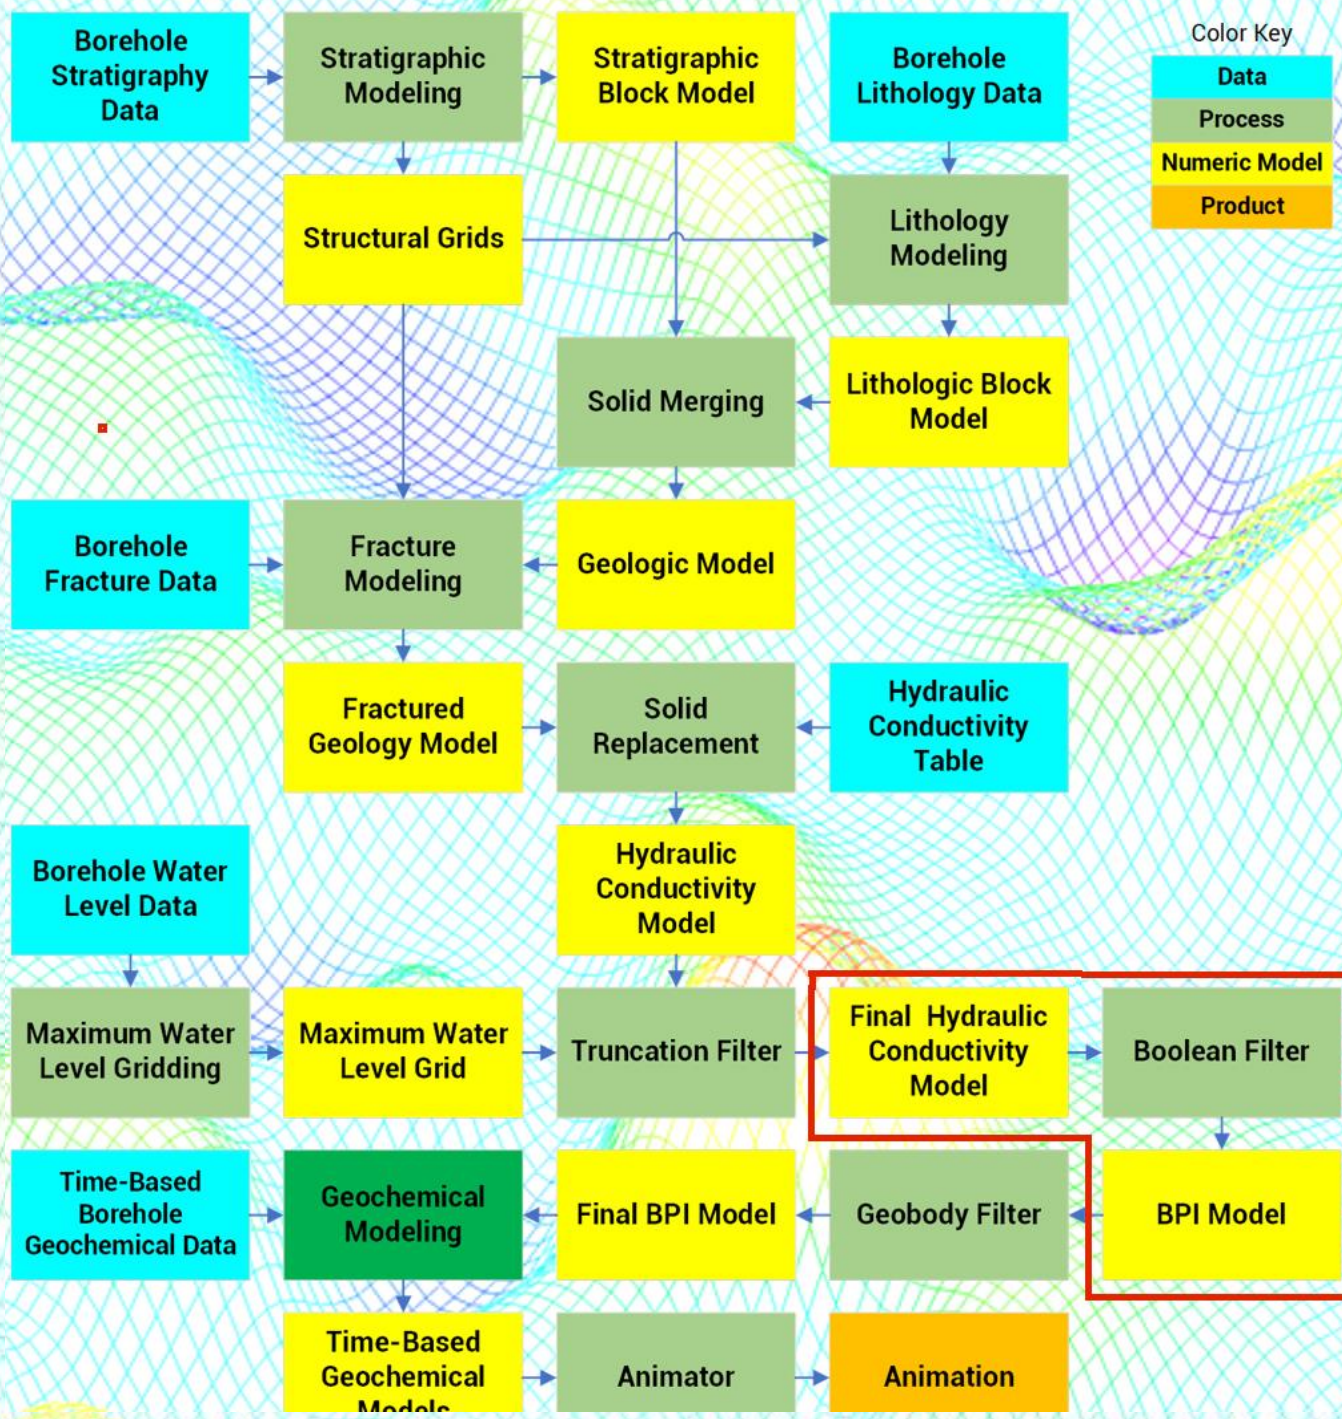 Borehole
Stratigraphy
Data
Stratigraphic
Modeling
Stratigraphic
Block Model
Borehole
Lithology Data
Color Key
Data
Process
Numeric Model
Product
Structural Grids
Lithology
Modeling
Solid Merging
Lithologic Block
Model
Borehole
Fracture Data
Fracture
Modeling
Geologic Model
Fractured
Geology Model
Solid
Replacement
Hydraulic
Conductivity
Table
Borehole Water
Level Data
Hydraulic
Conductivity
Model
Maximum Water
Level Gridding
Maximum Water
Level Grid
Truncation Filter
Final Hydraulic
Conductivity
Model
Boolean Filter
Time-Based
Borehole
Geochemical Data
Geochemical
Modeling
Final BPI Model
Geobody Filter
BPI Model
Time-Based
Geochemical
Models
Animator
Animation